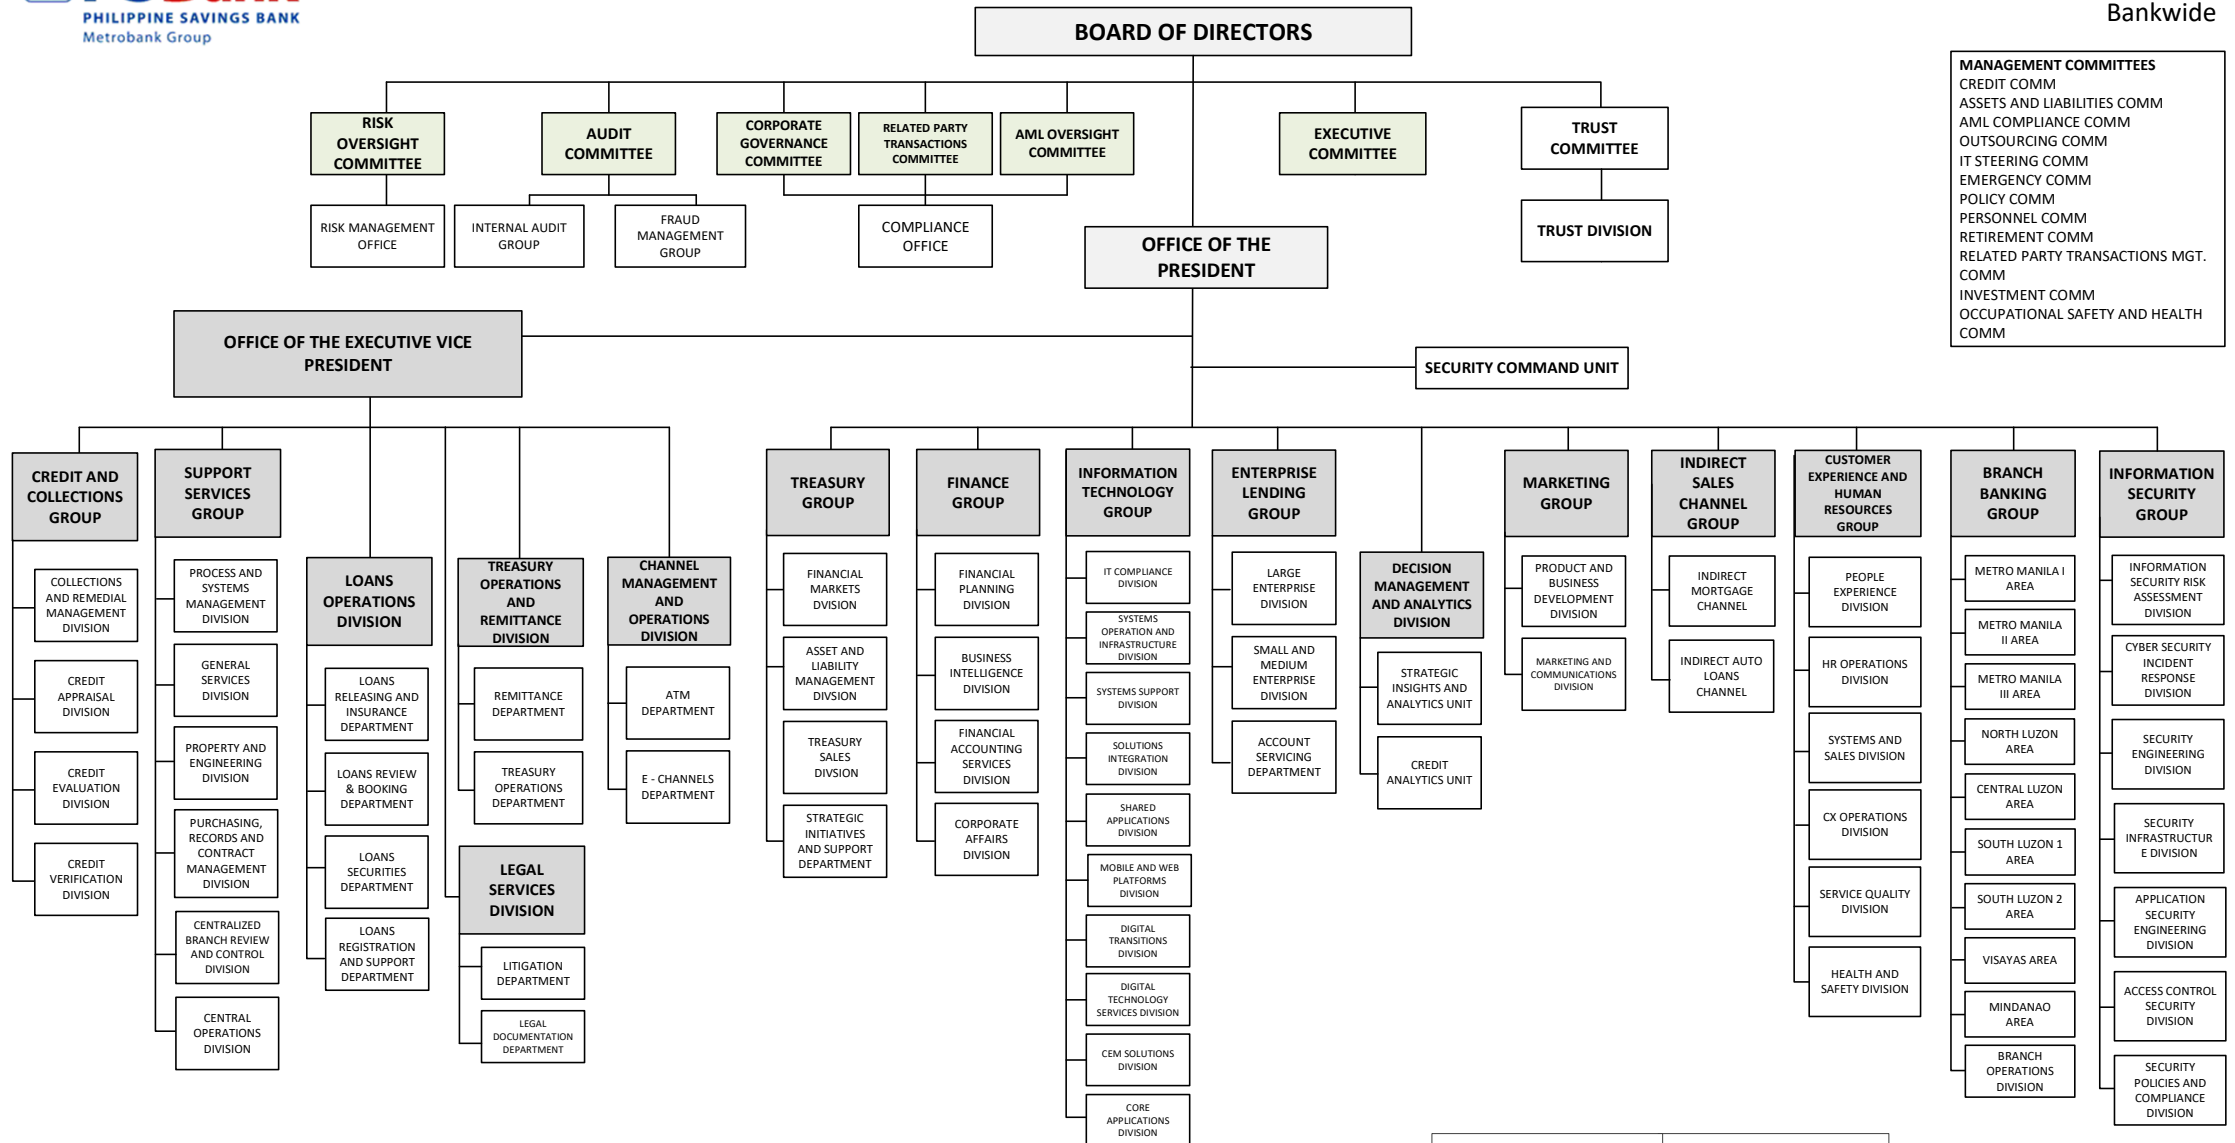 PSBank
PHILIPPINE SAVINGS BANK
Metrobank Group
Bankwide
BOARD OF DIRECTORS
MANAGEMENT COMMITTEES
CREDIT COMM
ASSETS AND LIABILITIES COMM
AML COMPLIANCE COMM
OUTSOURCING COMM
IT STEERING COMM
EMERGENCY COMM
POLICY COMM
PERSONNEL COMM
RETIREMENT COMM
RELATED PARTY TRANSACTIONS MGT.
COMM
INVESTMENT COMM
OCCUPATIONAL SAFETY AND HEALTH
COMM
RISK
OVERSIGHT
COMMITTEE
AUDIT
COMMITTEE
CORPORATE
GOVERNANCE
COMMITTEE
RELATED PARTY
TRANSACTIONS
COMMITTEE
AML OVERSIGHT
COMMITTEE
EXECUTIVE
COMMITTEE
TRUST
COMMITTEE
RISK MANAGEMENT
OFFICE
INTERNAL AUDIT
GROUP
FRAUD
MANAGEMENT
GROUP
COMPLIANCE
OFFICE
TRUST DIVISION
OFFICE OF THE
PRESIDENT
OFFICE OF THE EXECUTIVE VICE
PRESIDENT
SECURITY COMMAND UNIT
CREDIT AND
COLLECTIONS
GROUP
COLLECTIONS
AND REMEDIAL
MANAGEMENT
DIVISION
CREDIT
APPRAISAL
DIVISION
CREDIT
EVALUATION
DIVISION
CREDIT
VERIFICATION
DIVISION
SUPPORT
SERVICES
GROUP
PROCESS AND
SYSTEMS
MANAGEMENT
DIVISION
GENERAL
SERVICES
DIVISION
PROPERTY AND
ENGINEERING
DIVISION
PURCHASING,
RECORDS AND
CONTRACT
MANAGEMENT
DIVISION
CENTRALIZED
BRANCH REVIEW
AND CONTROL
DIVISION
CENTRAL
OPERATIONS
DIVISION
LOANS
OPERATIONS
DIVISION
LOANS
RELEASING AND
INSURANCE
DEPARTMENT
LOANS REVIEW
& BOOKING
DEPARTMENT
LOANS
SECURITIES
DEPARTMENT
LOANS
REGISTRATION
AND SUPPORT
DEPARTMENT
TREASURY
OPERATIONS
AND
REMITTANCE
DIVISION
REMITTANCE
DEPARTMENT
TREASURY
OPERATIONS
DEPARTMENT
LEGAL
SERVICES
DIVISION
LITIGATION
DEPARTMENT
LEGAL
DOCUMENTATION
DEPARTMENT
CHANNEL
MANAGEMENT
AND
OPERATIONS
DIVISION
ATM
DEPARTMENT
E - CHANNELS
DEPARTMENT
TREASURY
GROUP
FINANCIAL
MARKETS
DIVISION
ASSET AND
LIABILITY
MANAGEMENT
DIVSION
TREASURY
SALES
DIVSION
STRATEGIC
INITIATIVES
AND SUPPORT
DEPARTMENT
FINANCE
GROUP
FINANCIAL
PLANNING
DIVISION
BUSINESS
INTELLIGENCE
DIVISION
FINANCIAL
ACCOUNTING
SERVICES
DIVISION
CORPORATE
AFFAIRS
DIVISION
INFORMATION
TECHNOLOGY
GROUP
IT COMPLIANCE
DIVISION
SYSTEMS
OPERATION AND
INFRASTRUCTURE
DIVISION
SYSTEMS SUPPORT
DIVISION
SOLUTIONS
INTEGRATION
DIVISION
SHARED
APPLICATIONS
DIVISION
MOBILE AND WEB
PLATFORMS
DIVISION
DIGITAL
TRANSITIONS
DIVISION
DIGITAL
TECHNOLOGY
SERVICES DIVISION
CEM SOLUTIONS
DIVISION
CORE
APPLICATIONS
DIVISION
ENTERPRISE
LENDING
GROUP
LARGE
ENTERPRISE
DIVISION
SMALL AND
MEDIUM
ENTERPRISE
DIVISION
ACCOUNT
SERVICING
DEPARTMENT
DECISION
MANAGEMENT
AND ANALYTICS
DIVISION
STRATEGIC
INSIGHTS AND
ANALYTICS UNIT
CREDIT
ANALYTICS UNIT
MARKETING
GROUP
PRODUCT AND
BUSINESS
DEVELOPMENT
DIVISION
MARKETING AND
COMMUNICATIONS
DIVISION
INDIRECT
SALES
CHANNEL
GROUP
INDIRECT
MORTGAGE
CHANNEL
INDIRECT AUTO
LOANS
CHANNEL
CUSTOMER
EXPERIENCE AND
HUMAN
RESOURCES
GROUP
PEOPLE
EXPERIENCE
DIVISION
HR OPERATIONS
DIVISION
SYSTEMS AND
SALES DIVISION
CX OPERATIONS
DIVISION
SERVICE QUALITY
DIVISION
HEALTH AND
SAFETY DIVISION
BRANCH
BANKING
GROUP
METRO MANILA I
AREA
METRO MANILA
II AREA
METRO MANILA
III AREA
NORTH LUZON
AREA
CENTRAL LUZON
AREA
SOUTH LUZON 1
AREA
SOUTH LUZON 2
AREA
VISAYAS AREA
MINDANAO
AREA
BRANCH
OPERATIONS
DIVISION
INFORMATION
SECURITY
GROUP
INFORMATION
SECURITY RISK
ASSESSMENT
DIVISION
CYBER SECURITY
INCIDENT
RESPONSE
DIVISION
SECURITY
ENGINEERING
DIVISION
SECURITY
INFRASTRUCTUR
E DIVISION
APPLICATION
SECURITY
ENGINEERING
DIVISION
ACCESS CONTROL
SECURITY
DIVISION
SECURITY
POLICIES AND
COMPLIANCE
DIVISION